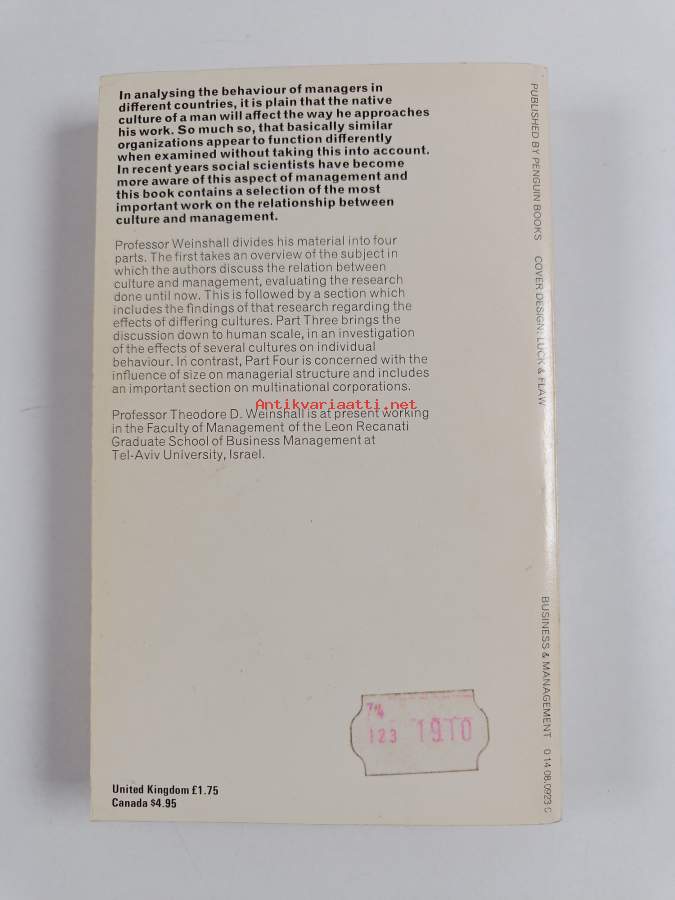 In analysing the behaviour of managers in
different countries, it is plain that the native
culture of a man will affect the way he approaches
his work. So much so, that basically similar
organizations appear to function differently
when examined without taking this into account.
In recent years social scientists have become
more aware of this aspect of management and
this book contains a selection of the most
important work on the relationship between
culture and management.
Professor Weinshall divides his material into four
parts. The first takes an overview of the subject in
which the authors discuss the relation between
culture and management, evaluating the research
done until now. This is followed by a section which
includes the findings of that research regarding the
effects of differing cultures. Part Three brings the
discussion down to human scale, in an investigation
of the effects of several cultures on individual
behaviour. In contrast, Part Four is concerned with the
influence of size on managerial structure and includes
an important section on multinational corporations.
Antikvariaatti.net
Professor Theodore D. Weinshall is at present working
in the Faculty of Management of the Leon Recanati
Graduate School of Business Management at
Tel-Aviv University, Israel.
74
123 1910
United Kingdom £1.75
Canada $4.95
PUBLISHED BY PENGUIN BOOKS
COVER DESIGN: LUCK & FLAW
BUSINESS & MANAGEMENT
0 14 08.0923